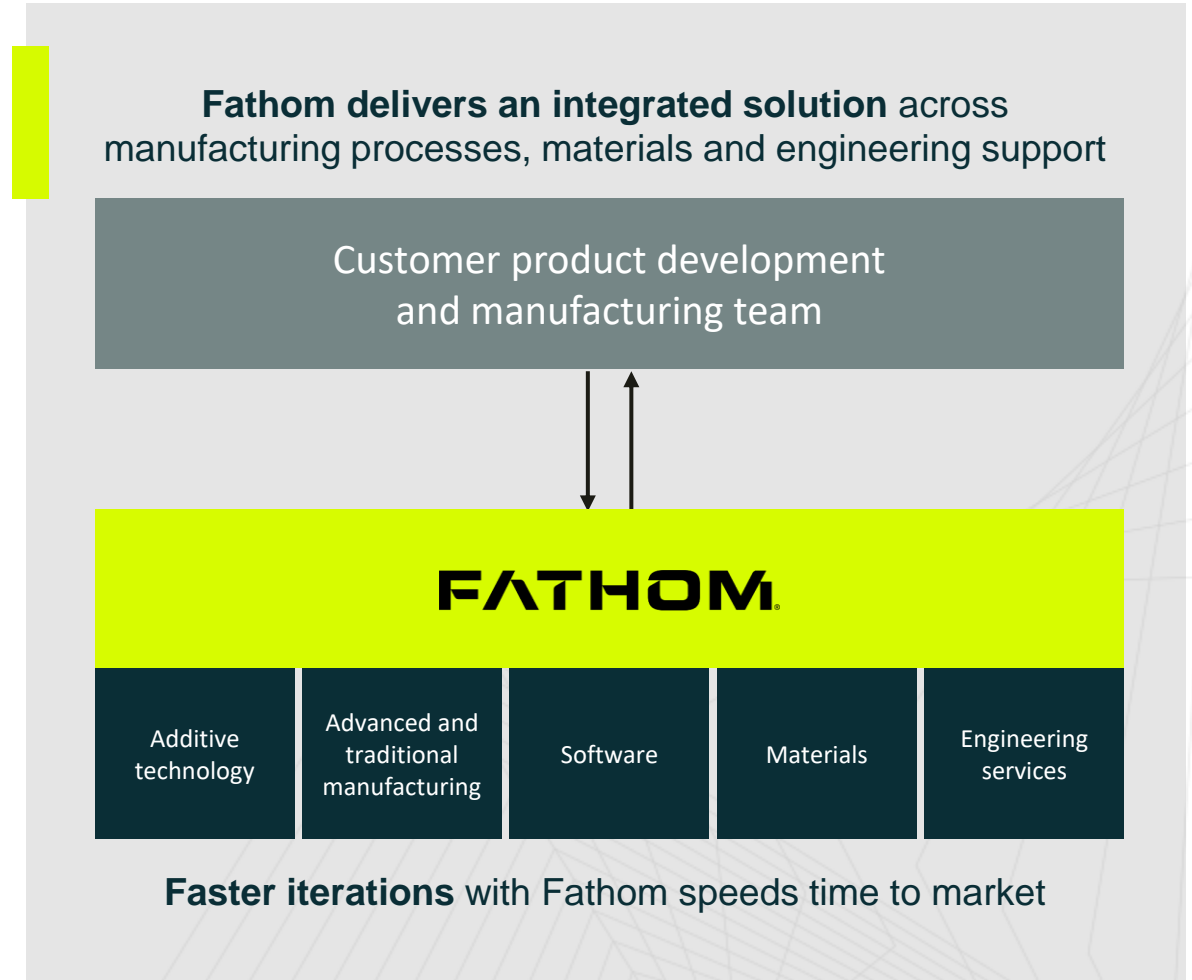 Fathom delivers an integrated solution across
manufacturing processes, materials and engineering support
Customer product development
and manufacturing team
FATHOM®
Additive
technology
Advanced and
traditional
manufacturing
Software
Materials
Engineering
services
Faster iterations with Fathom speeds time to market